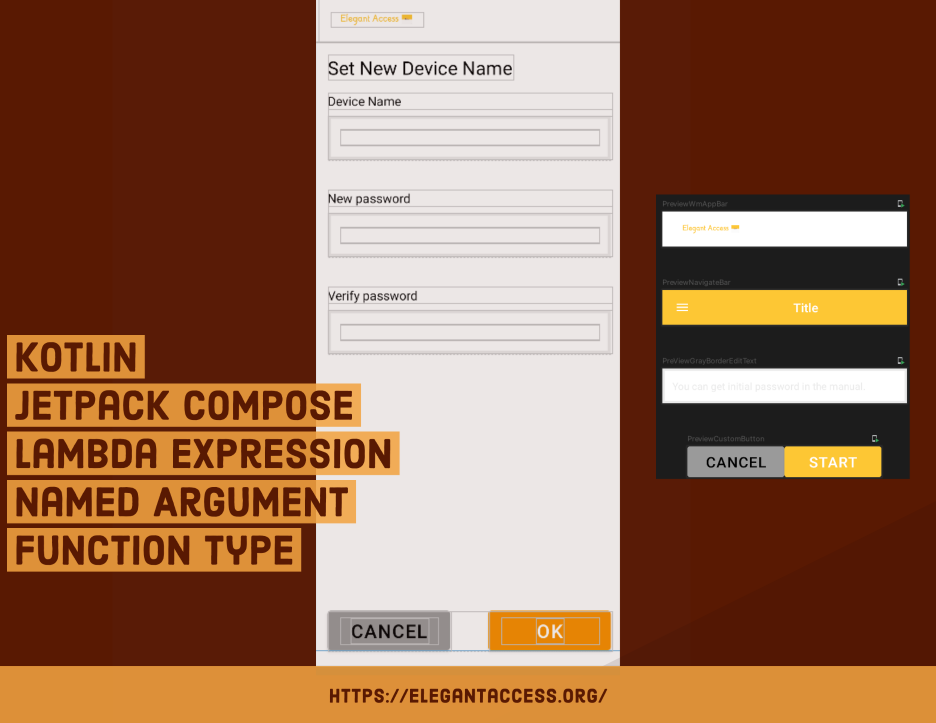 Elegant Access
Set New Device Name
Device Name
New password
Verify password
CANCEL
OK
KOTLIN
JETPACK COMPOSE
LAMBDA EXPRESSION
NAMED ARGUMENT
FUNCTION TYPE
PreviewWmAppBar
Elegant Access
PreviewNavigateBar
Title
PreViewGrayBorderEditText
You can get initial password in the manual.
PreviewCustomButton
CANCEL
START
HTTPS://ELEGANTACCESS.ORG/